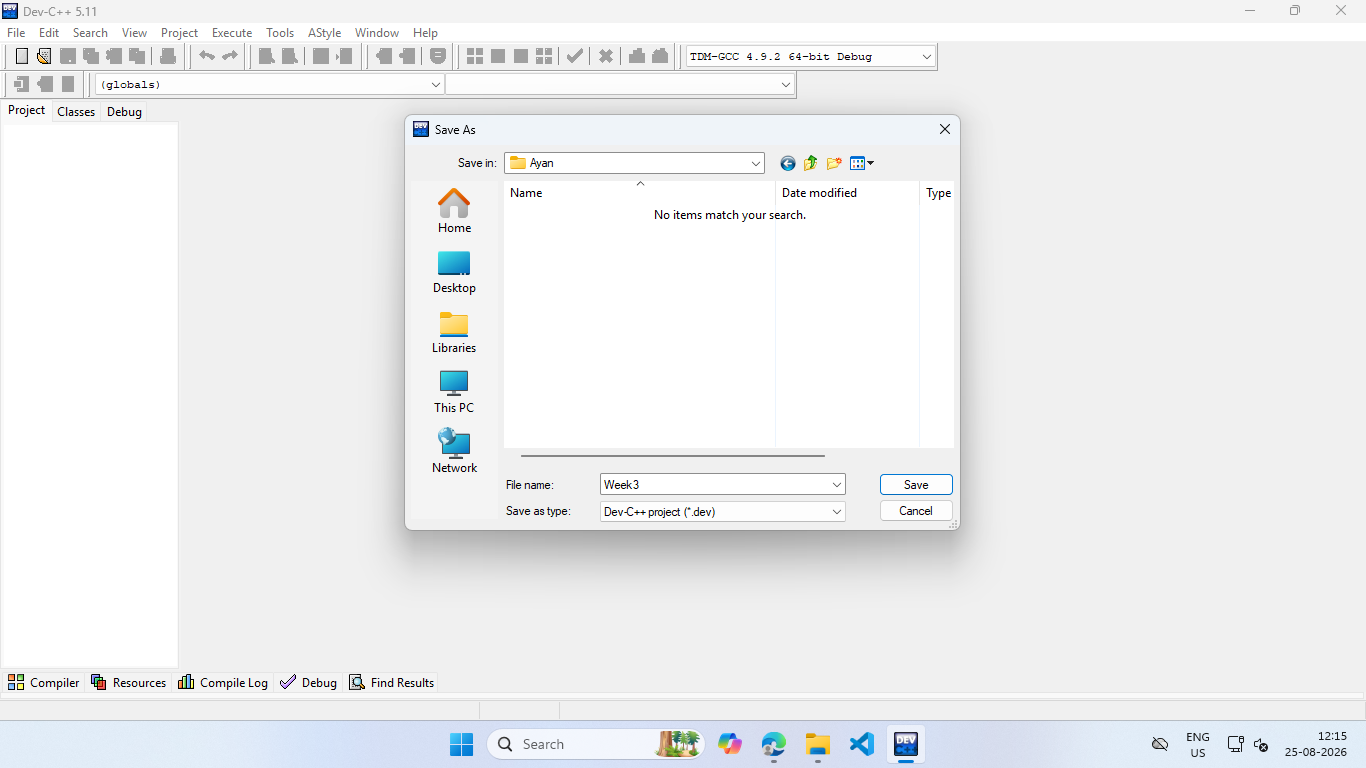 Dev-C++ 5.11
File Edit Search View Project Execute Tools AStyle Window Help
TDM-GCC 4.9.2 64-bit Debug
(globals)
Project Classes Debug
Save As
Save in: Ayan
Name Date modified Type
No items match your search.
Home
Desktop
Libraries
This PC
Network
File name: Week3 Save
Save as type: Dev-C++ project (*.dev) Cancel
Compiler Resources Compile Log Debug Find Results
Search
DEV
ENG
US
12:15
25-08-2026